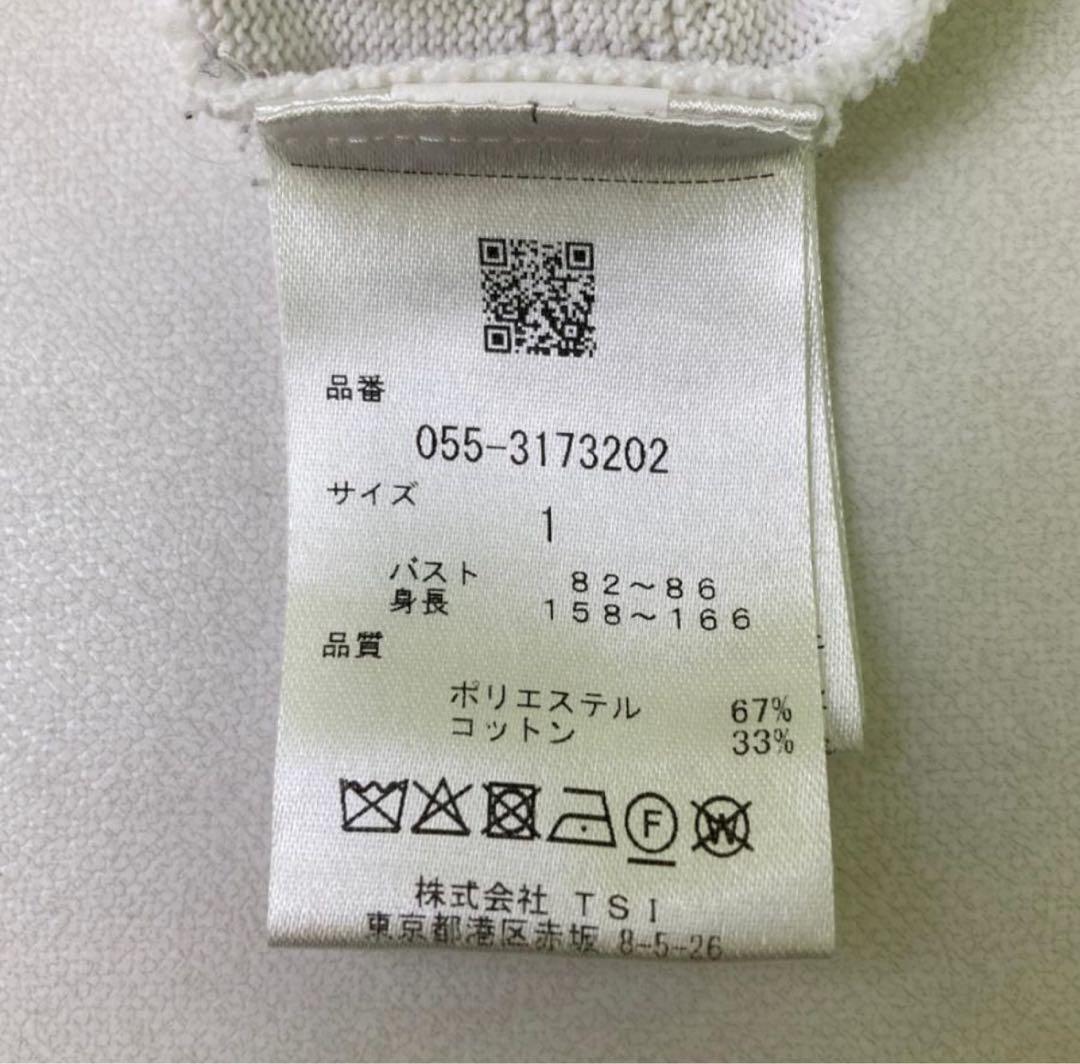 品番
055-3173202
サイズ
1
バスト 82～86
身長 158～166
品質
ポリエステル 67%
コットン 33%
F W
株式会社 TSI
東京都港区赤坂 8-5-26